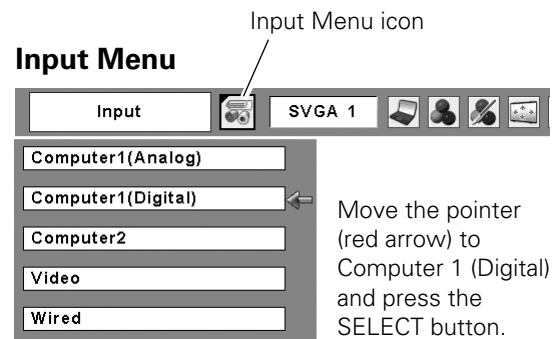 Input Menu icon
Input Menu
Input
SVGA 1
Computer1(Analog)
Computer1(Digital)
Computer2
Video
Wired
Move the pointer
(red arrow) to
Computer 1 (Digital)
and press the
SELECT button.